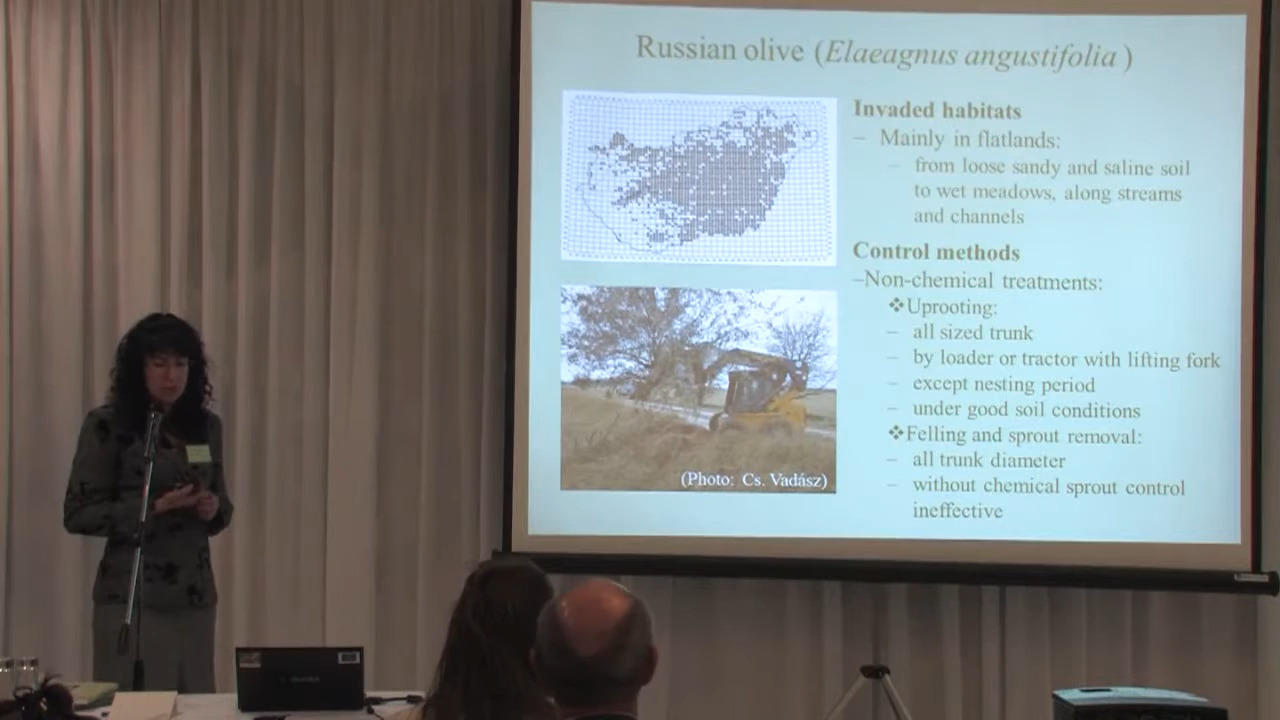 Russian olive (Elaeagnus angustifolia )
Invaded habitats
– Mainly in flatlands:
– from loose sandy and saline soil
to wet meadows, along streams
and channels
Control methods
–Non-chemical treatments:
❖Uprooting:
– all sized trunk
– by loader or tractor with lifting fork
– except nesting period
– under good soil conditions
❖Felling and sprout removal:
– all trunk diameter
– without chemical sprout control
ineffective
(Photo: Cs. Vadász)